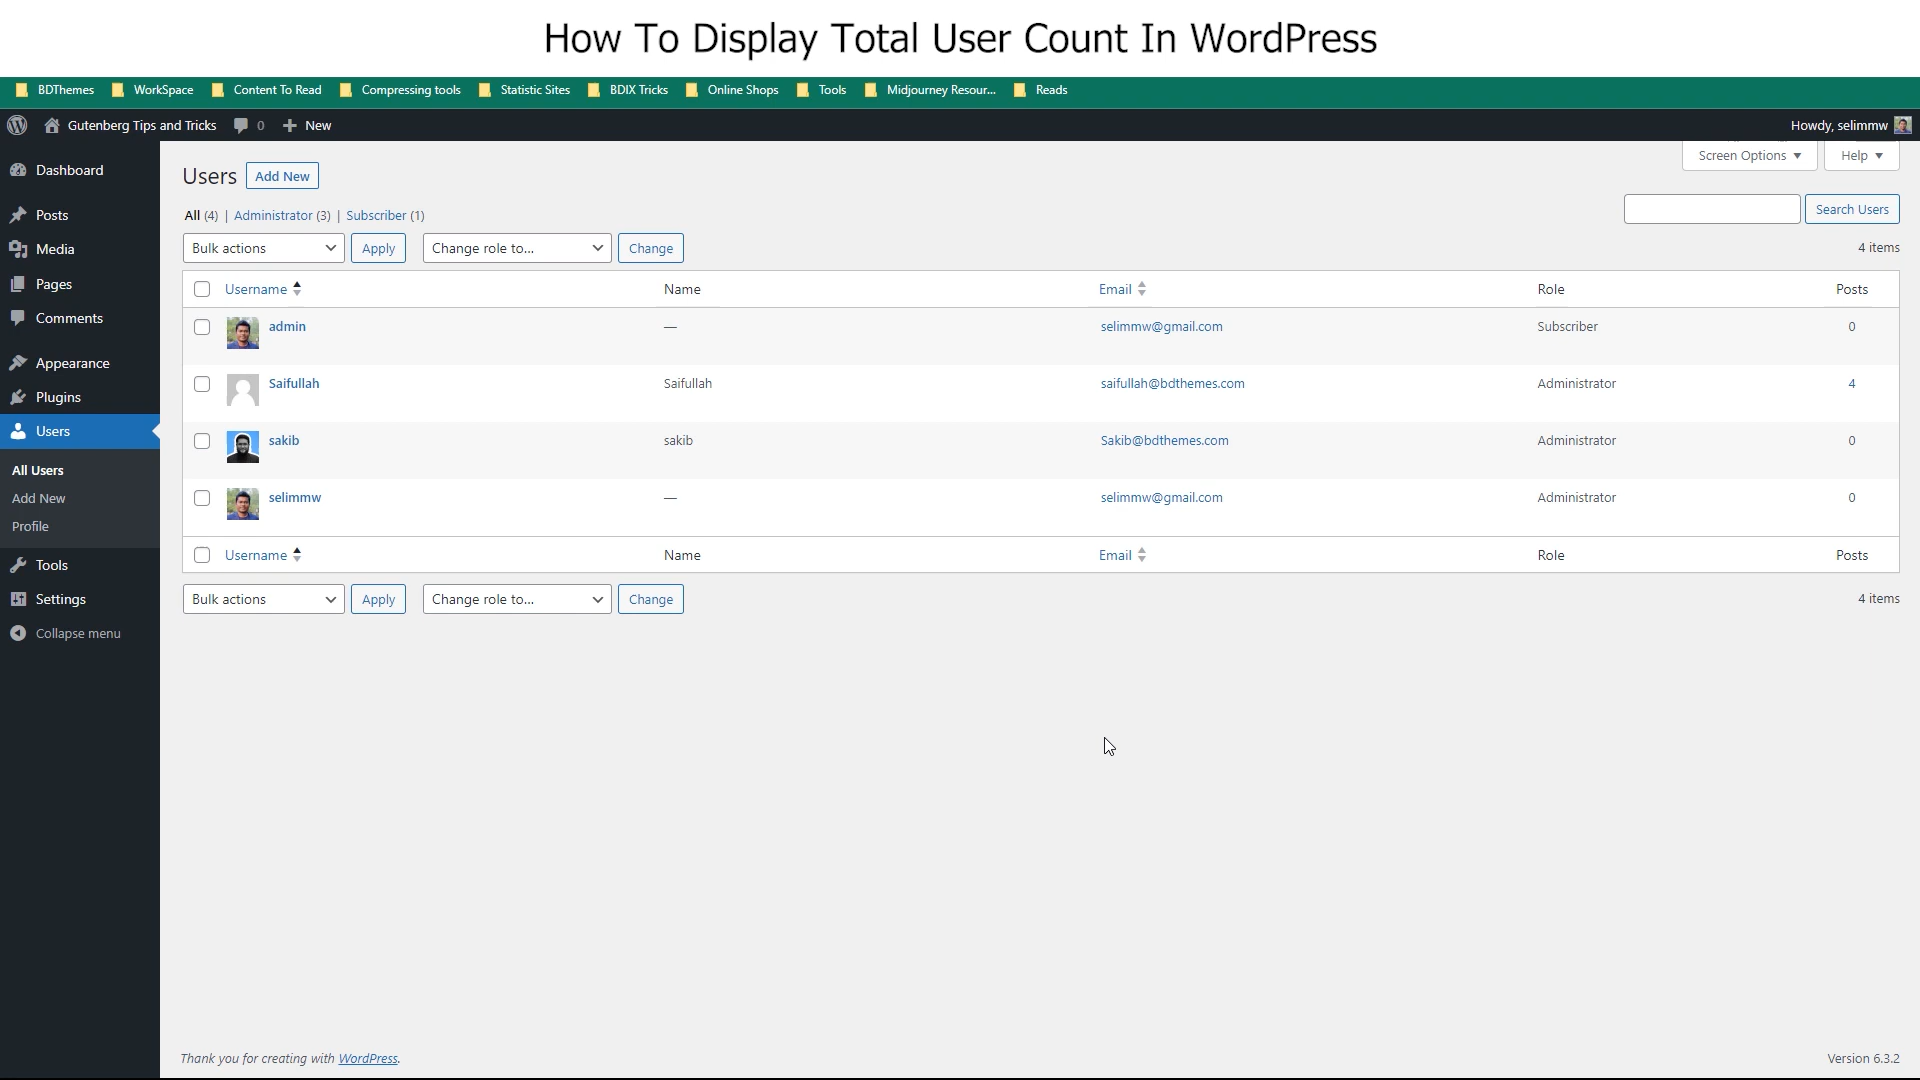 How To Display Total User Count In WordPress
BDThemes WorkSpace Content To Read Compressing tools Statistic Sites BDIX Tricks Online Shops Tools Midjourney Resour... Reads
Gutenberg Tips and Tricks 0 New Howdy, selimmw
Screen Options Help
Dashboard
Posts
Media
Pages
Comments
Appearance
Plugins
Users
All Users
Add New
Profile
Tools
Settings
Collapse menu
Users Add New
All (4) | Administrator (3) | Subscriber (1)
Search Users
Bulk actions Apply Change role to... Change 4 items
Username Name Email Role Posts
admin — selimmw@gmail.com Subscriber 0
Saifullah Saifullah saifullah@bdthemes.com Administrator 4
sakib sakib Sakib@bdthemes.com Administrator 0
selimmw — selimmw@gmail.com Administrator 0
Username Name Email Role Posts
Bulk actions Apply Change role to... Change 4 items
Thank you for creating with WordPress. Version 6.3.2